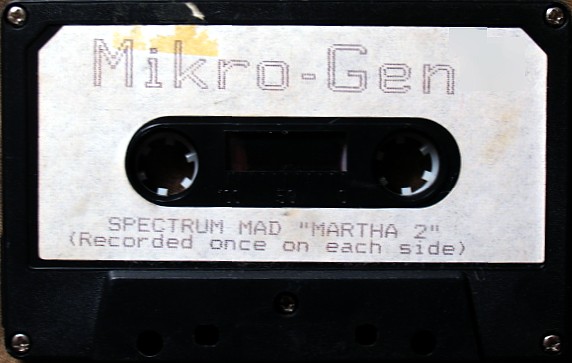 Mikro-Gen
SPECTRUM MAD "MARTHA 2"
(Recorded once on each side)